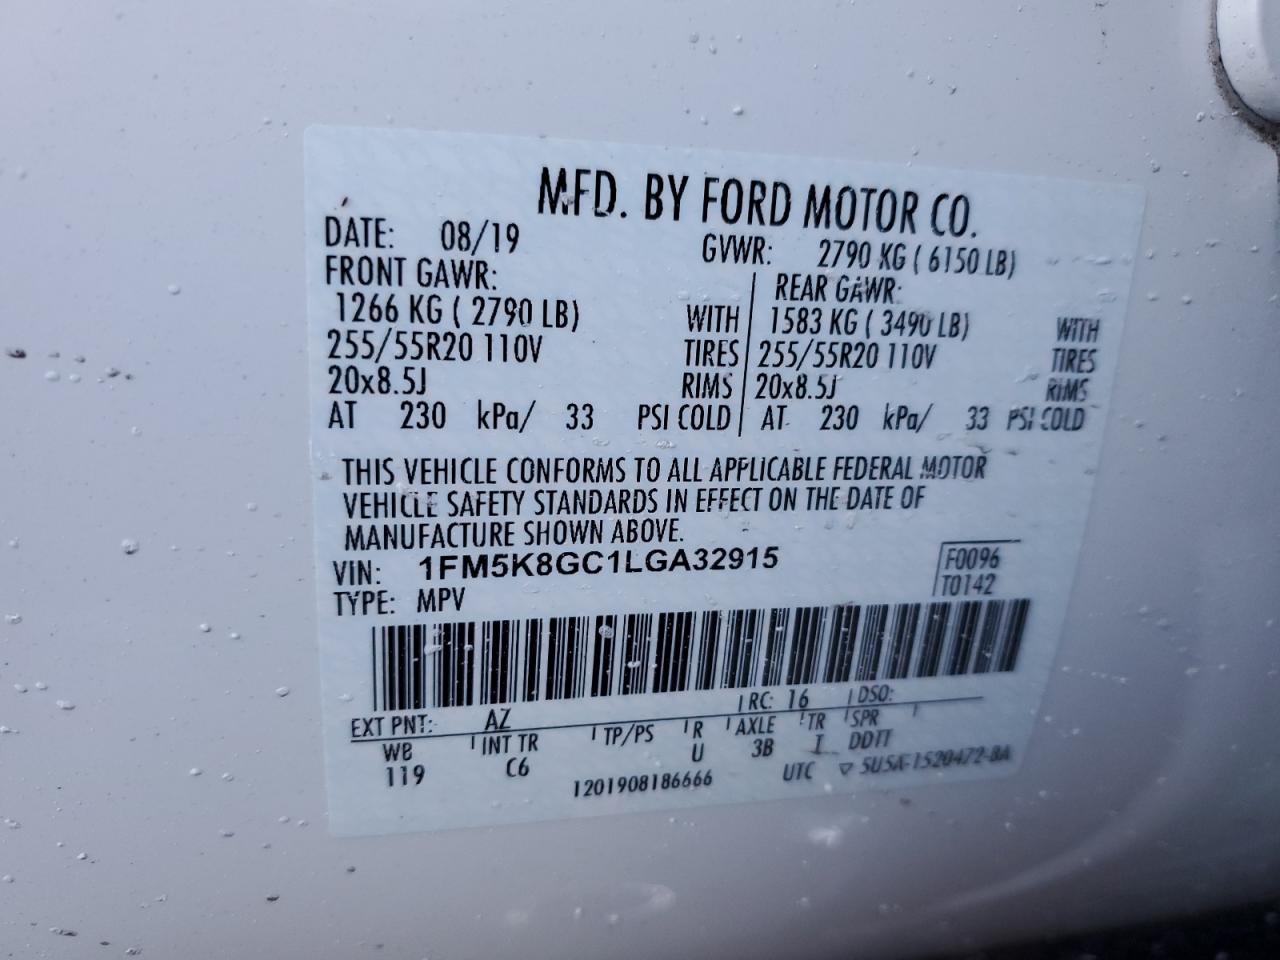 MFD. BY FORD MOTOR CO.
DATE: 08/19 GVWR: 2790 KG ( 6150 LB)
FRONT GAWR: REAR GAWR:
1266 KG ( 2790 LB) WITH 1583 KG ( 3490 LB) WITH
255/55R20 110V TIRES 255/55R20 110V TIRES
20x8.5J RIMS 20x8.5J RIMS
AT 230 kPa/ 33 PSI COLD AT 230 kPa/ 33 PSI COLD
THIS VEHICLE CONFORMS TO ALL APPLICABLE FEDERAL MOTOR
VEHICLE SAFETY STANDARDS IN EFFECT ON THE DATE OF
MANUFACTURE SHOWN ABOVE.
VIN: 1FM5K8GC1LGA32915 F0096
TYPE: MPV T0142
EXT PNT: AZ RC: 16 DSO:
WB INT TR TP/PS R AXLE TR SPR
119 C6 U 3B I DDTT
1201908186666 UTC ▽ 5U5A-F1520472-BA